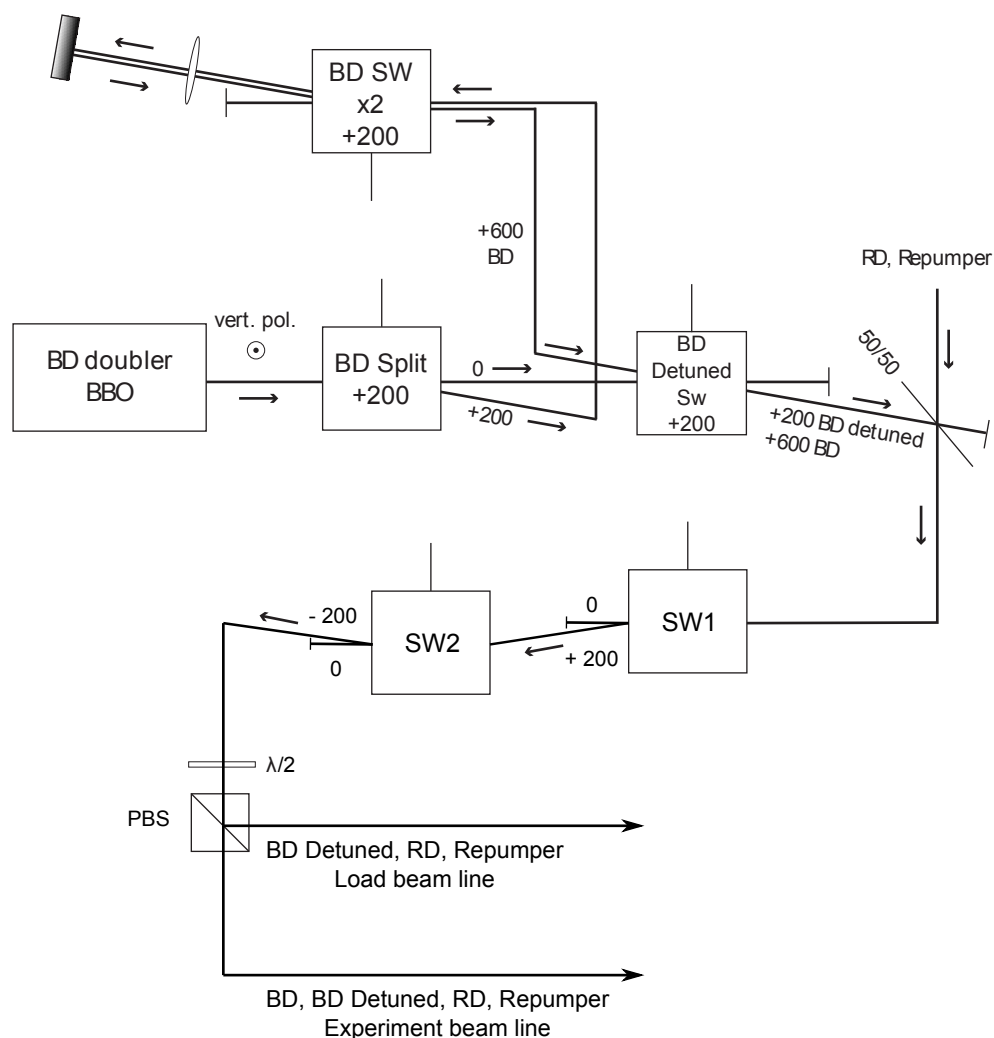 BD SW
x2
+200
+600
BD
RD, Repumper
vert. pol.
BD doubler
BBO
BD Split
+200
0
+200
BD
Detuned
Sw
+200
50/50
+200 BD detuned
+600 BD
- 200
0
SW2
0
+ 200
SW1
λ/2
PBS
BD Detuned, RD, Repumper
Load beam line
BD, BD Detuned, RD, Repumper
Experiment beam line